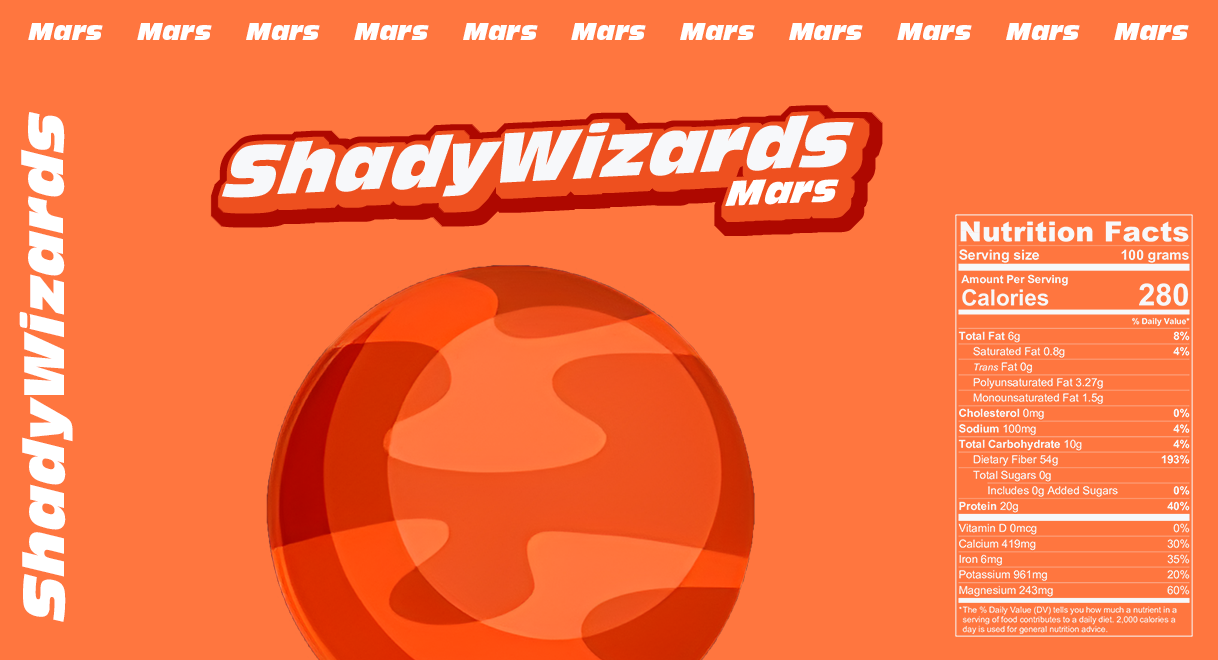 Mars Mars Mars Mars Mars Mars Mars Mars Mars Mars Mars
ShadyWizards
ShadyWizards
Mars
Nutrition Facts
Serving size 100 grams
Amount Per Serving
Calories 280
% Daily Value*
Total Fat 6g 8%
Saturated Fat 0.8g 4%
Trans Fat 0g
Polyunsaturated Fat 3.27g
Monounsaturated Fat 1.5g
Cholesterol 0mg 0%
Sodium 100mg 4%
Total Carbohydrate 10g 4%
Dietary Fiber 54g 193%
Total Sugars 0g
Includes 0g Added Sugars 0%
Protein 20g 40%
Vitamin D 0mcg 0%
Calcium 419mg 30%
Iron 6mg 35%
Potassium 961mg 20%
Magnesium 243mg 60%
*The % Daily Value (DV) tells you how much a nutrient in a
serving of food contributes to a daily diet. 2,000 calories a
day is used for general nutrition advice.